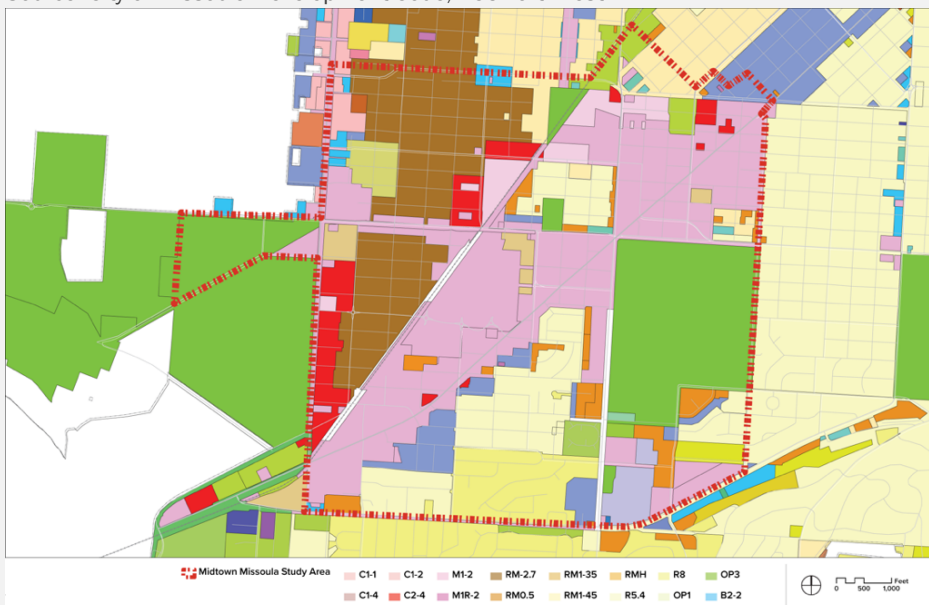 Midtown Missoula Study Area
C1-1 C1-2 M1-2 RM-2.7 RM1-35 RMH R8 OP3
C1-4 C2-4 M1R-2 RM0.5 RM1-45 R5.4 OP1 B2-2
Feet
0 500 1,000